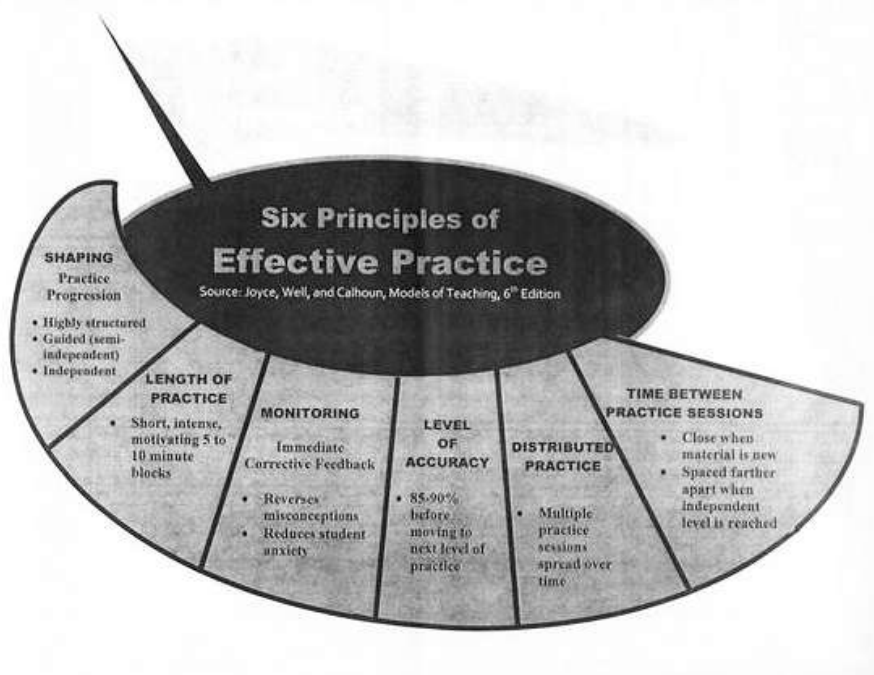 Six Principles of
Effective Practice
Source: Joyce, Well, and Calhoun, Models of Teaching, 6th Edition
SHAPING
Practice
Progression
• Highly structured
• Guided (semi-
independent)
• Independent
LENGTH OF
PRACTICE
• Short, intense,
motivating 5 to
10 minute
blocks
MONITORING
Immediate
Corrective Feedback
• Reverses
misconceptions
• Reduces student
anxiety
LEVEL
OF
ACCURACY
• 85-90%
before
moving to
next level of
practice
DISTRIBUTED
PRACTICE
• Multiple
practice
sessions
spread over
time
TIME BETWEEN
PRACTICE SESSIONS
• Close when
material is new
• Spaced farther
apart when
independent
level is reached